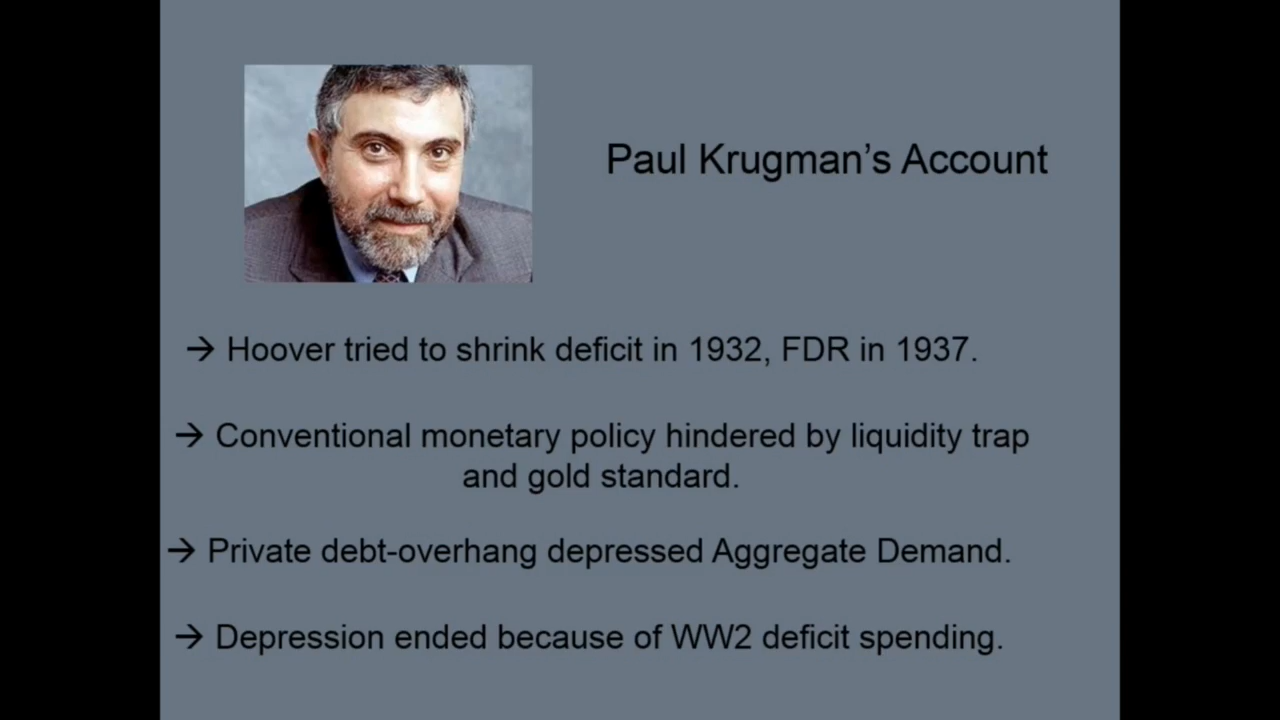 Paul Krugman’s Account
→ Hoover tried to shrink deficit in 1932, FDR in 1937.
→ Conventional monetary policy hindered by liquidity trap
and gold standard.
→ Private debt-overhang depressed Aggregate Demand.
→ Depression ended because of WW2 deficit spending.